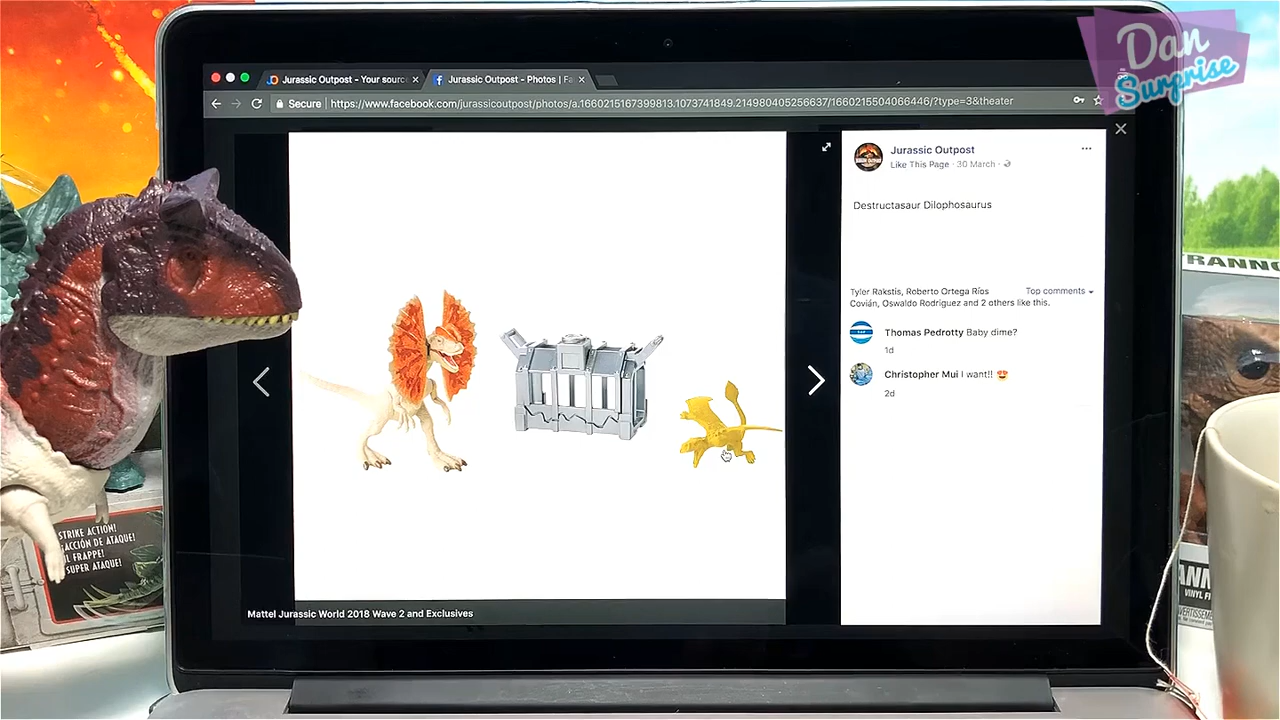 Dan
Surprise
Jurassic Outpost - Your source
Jurassic Outpost - Photos | Fa
Secure
https://www.facebook.com/jurassicoutpost/photos/a.1660215167399813.1073741849.214980405256637/1660215504066446/?type=3&theater
Jurassic Outpost
Like This Page · 30 March ·
Destructasaur Dilophosaurus
Tyler Rakstis, Roberto Ortega Ríos
Covián, Oswaldo Rodriguez and 2 others like this.
Top comments
Thomas Pedrotty Baby dime?
1d
Christopher Mui I want!! 😍
2d
Mattel Jurassic World 2018 Wave 2 and Exclusives
STRIKE ACTION!
ACCIÓN DE ATAQUE!
IL FRAPPE!
SUPER ATAQUE!
RANNO
ANN
VINYL FI